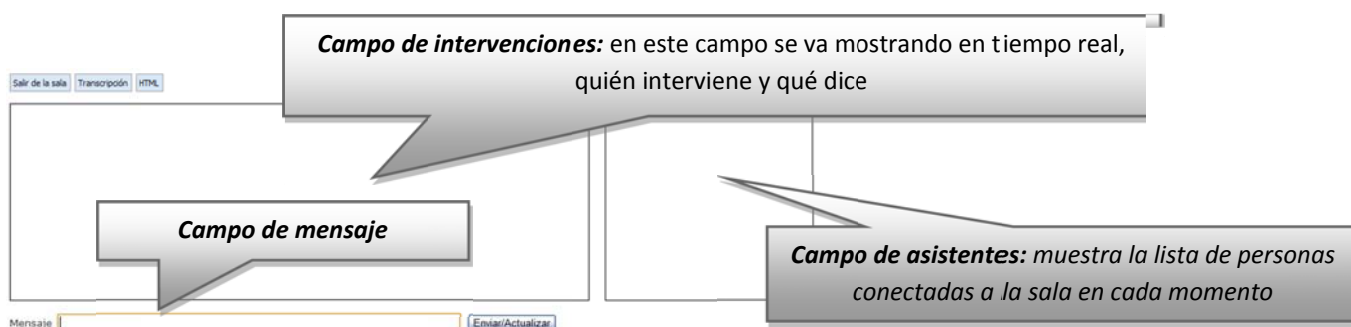 Campo de intervenciones: en este campo se va mostrando en tiempo real,
quién interviene y qué dice
Salir de la sala Transcripción HTML
Campo de mensaje
Campo de asistentes: muestra la lista de personas
conectadas a la sala en cada momento
Mensaje Enviar/Actualizar